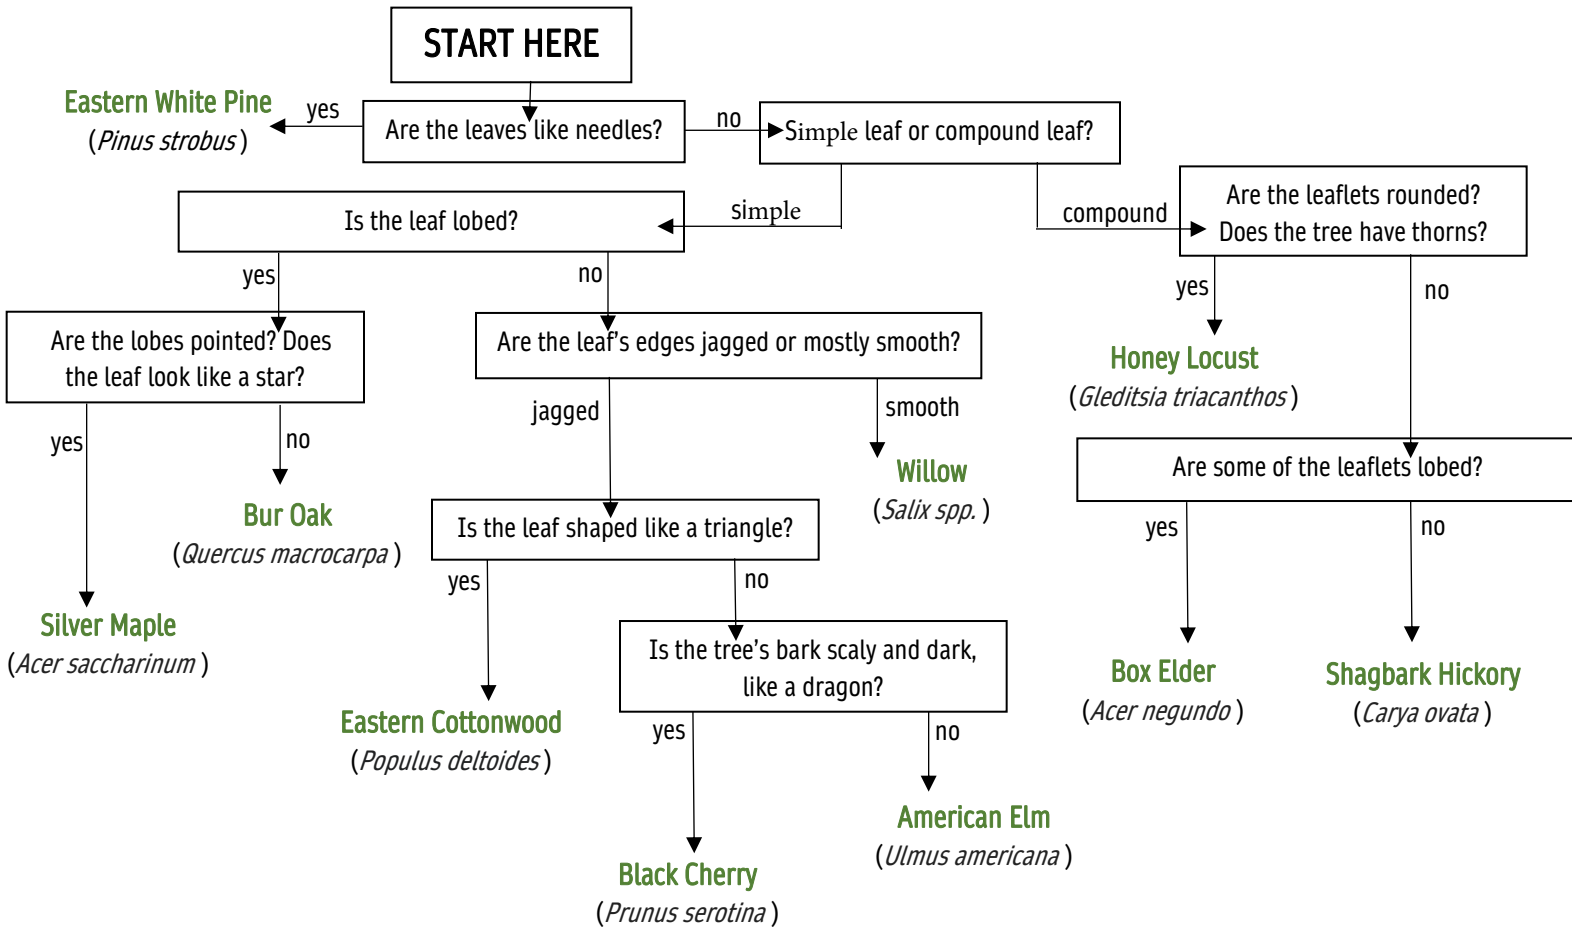 START HERE
Eastern White Pine
(Pinus strobus)
yes
Are the leaves like needles?
no
Simple leaf or compound leaf?
simple
compound
Is the leaf lobed?
Are the leaflets rounded?
Does the tree have thorns?
yes
no
yes
no
Are the lobes pointed? Does
the leaf look like a star?
Are the leaf's edges jagged or mostly smooth?
Honey Locust
(Gleditsia triacanthos)
yes
no
jagged
smooth
Bur Oak
(Quercus macrocarpa)
Willow
(Salix spp.)
Are some of the leaflets lobed?
Is the leaf shaped like a triangle?
yes
no
yes
no
Silver Maple
(Acer saccharinum)
Is the tree's bark scaly and dark,
like a dragon?
Box Elder
(Acer negundo)
Shagbark Hickory
(Carya ovata)
Eastern Cottonwood
(Populus deltoides)
yes
no
American Elm
(Ulmus americana)
Black Cherry
(Prunus serotina)